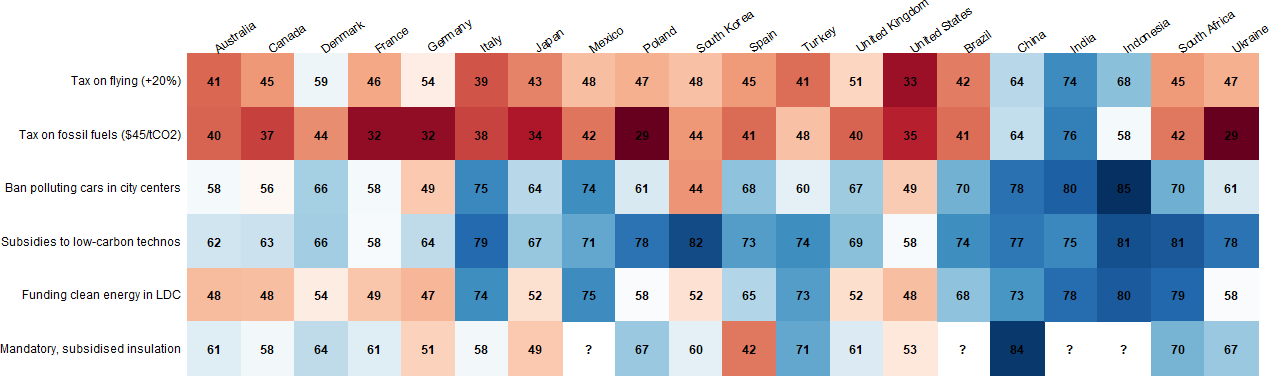 Australia Canada Denmark France Germany Italy Japan Mexico Poland South Korea Spain Turkey United Kingdom United States Brazil China India Indonesia South Africa Ukraine
Tax on flying (+20%) 41 45 59 46 54 39 43 48 47 48 45 41 51 33 42 64 74 68 45 47
Tax on fossil fuels ($45/tCO2) 40 37 44 32 32 38 34 42 29 44 41 48 40 35 41 64 76 58 42 29
Ban polluting cars in city centers 58 56 66 58 49 75 64 74 61 44 68 60 67 49 70 78 80 85 70 61
Subsidies to low-carbon technos 62 63 66 58 64 79 67 71 78 82 73 74 69 58 74 77 75 81 81 78
Funding clean energy in LDC 48 48 54 49 47 74 52 75 58 52 65 73 52 48 68 73 78 80 79 58
Mandatory, subsidised insulation 61 58 64 61 51 58 49 ? 67 60 42 71 61 53 ? 84 ? ? 70 67